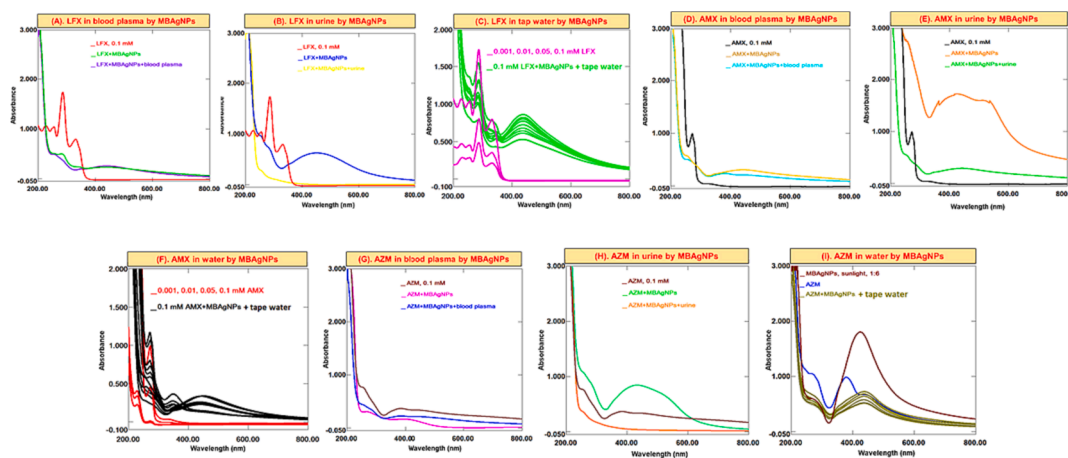 (A). LFX in blood plasma by MBAgNPs
3.000
LFX, 0.1 mM
LFX+MBAgNPs
LFX+MBAgNPs+blood plasma
Absorbance
1.000
-0.050
200.00
400.00
600.00
800.00
Wavelength (nm)
(B). LFX in urine by MBAgNPs
3.000
LFX, 0.1 mM
LFX+MBAgNPs
LFX+MBAgNPs+urine
Absorbance
1.000
-0.050
200.00
400.00
600.00
800.00
Wavelength (nm)
(C). LFX in tap water by MBAgNPs
2.000
0.001, 0.01, 0.05, 0.1 mM LFX
0.1 mM LFX+MBAgNPs + tape water
1.500
Absorbance
1.000
0.500
-0.100
200.00
400.00
600.00
800.00
Wavelength (nm)
(D). AMX in blood plasma by MBAgNPs
3.000
AMX, 0.1 mM
AMX+MBAgNPs
AMX+MBAgNPs+blood plasma
Absorbance
1.000
-0.050
200.00
400.00
600.00
800.00
Wavelength (nm)
(E). AMX in urine by MBAgNPs
3.000
AMX, 0.1 mM
AMX+MBAgNPs
AMX+MBAgNPs+urine
Absorbance
1.000
-0.050
200.00
400.00
600.00
800.00
Wavelength (nm)
(F). AMX in water by MBAgNPs
2.000
0.001, 0.01, 0.05, 0.1 mM AMX
0.1 mM AMX+MBAgNPs + tape water
1.500
Absorbance
1.000
0.500
-0.100
200.00
400.00
600.00
800.00
Wavelength (nm)
(G). AZM in blood plasma by MBAgNPs
3.000
AZM, 0.1 mM
AZM+MBAgNPs
AZM+MBAgNPs+blood plasma
Absorbance
1.000
-0.050
200.00
400.00
600.00
800.00
Wavelength (nm)
(H). AZM in urine by MBAgNPs
3.000
AZM, 0.1 mM
AZM+MBAgNPs
AZM+MBAgNPs+urine
Absorbance
1.000
-0.050
200.00
400.00
600.00
800.00
Wavelength (nm)
(I). AZM in water by MBAgNPs
3.000
MBAgNPs, sunlight, 1:6
AZM
AZM+MBAgNPs + tape water
Absorbance
1.000
-0.050
200.00
400.00
600.00
800.00
Wavelength (nm)